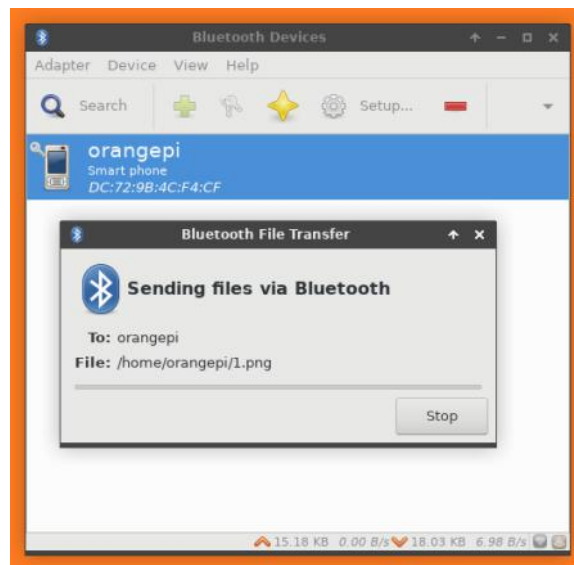 Bluetooth Devices
Adapter Device View Help
Search Setup...
orangepi
Smart phone
DC:72:9B:4C:F4:CF
Bluetooth File Transfer
Sending files via Bluetooth
To: orangepi
File: /home/orangepi/1.png
Stop
15.18 KB 0.00 B/s 18.03 KB 6.98 B/s